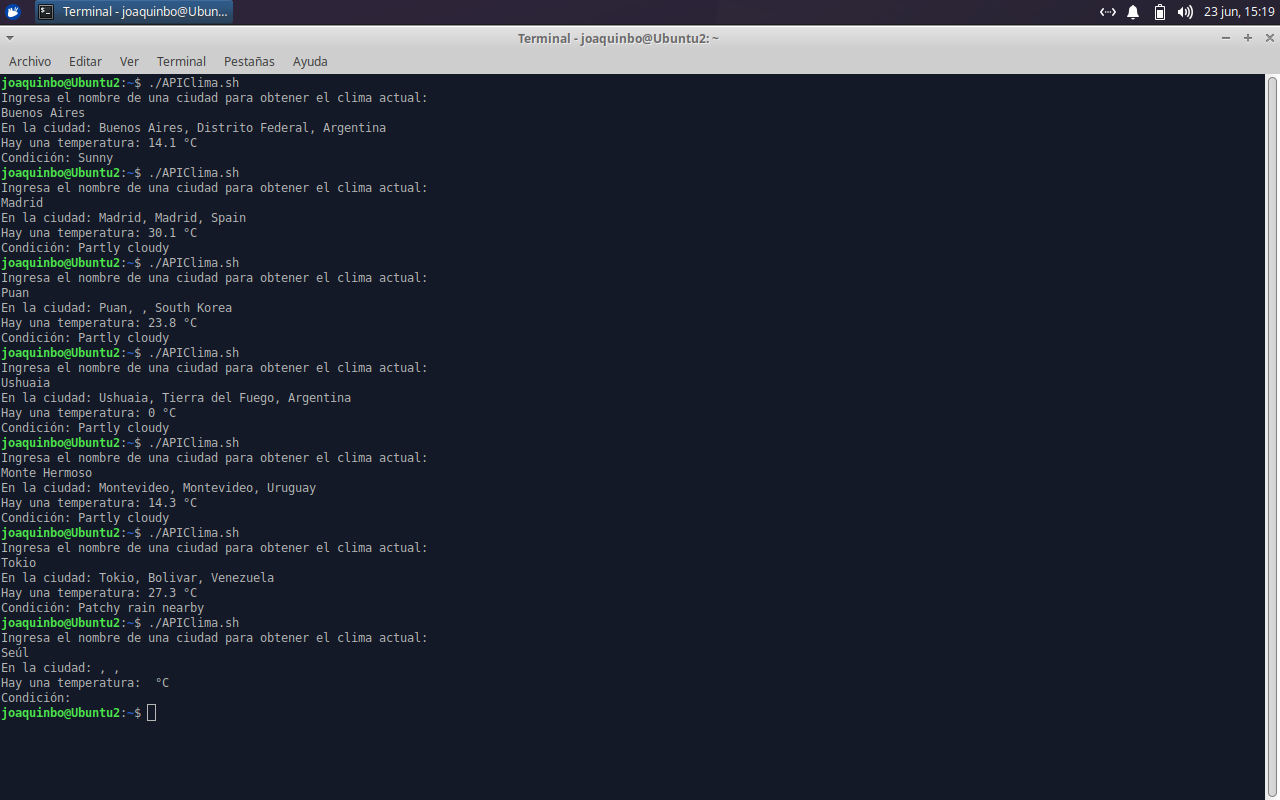 Terminal - joaquinbo@Ubun...
23 jun, 15:19
Terminal - joaquinbo@Ubuntu2: ~
Archivo Editar Ver Terminal Pestañas Ayuda
joaquinbo@Ubuntu2:~$ ./APIClima.sh
Ingresa el nombre de una ciudad para obtener el clima actual:
Buenos Aires
En la ciudad: Buenos Aires, Distrito Federal, Argentina
Hay una temperatura: 14.1 °C
Condición: Sunny
joaquinbo@Ubuntu2:~$ ./APIClima.sh
Ingresa el nombre de una ciudad para obtener el clima actual:
Madrid
En la ciudad: Madrid, Madrid, Spain
Hay una temperatura: 30.1 °C
Condición: Partly cloudy
joaquinbo@Ubuntu2:~$ ./APIClima.sh
Ingresa el nombre de una ciudad para obtener el clima actual:
Puan
En la ciudad: Puan, , South Korea
Hay una temperatura: 23.8 °C
Condición: Partly cloudy
joaquinbo@Ubuntu2:~$ ./APIClima.sh
Ingresa el nombre de una ciudad para obtener el clima actual:
Ushuaia
En la ciudad: Ushuaia, Tierra del Fuego, Argentina
Hay una temperatura: 0 °C
Condición: Partly cloudy
joaquinbo@Ubuntu2:~$ ./APIClima.sh
Ingresa el nombre de una ciudad para obtener el clima actual:
Monte Hermoso
En la ciudad: Montevideo, Montevideo, Uruguay
Hay una temperatura: 14.3 °C
Condición: Partly cloudy
joaquinbo@Ubuntu2:~$ ./APIClima.sh
Ingresa el nombre de una ciudad para obtener el clima actual:
Tokio
En la ciudad: Tokio, Bolivar, Venezuela
Hay una temperatura: 27.3 °C
Condición: Patchy rain nearby
joaquinbo@Ubuntu2:~$ ./APIClima.sh
Ingresa el nombre de una ciudad para obtener el clima actual:
Seúl
En la ciudad: , ,
Hay una temperatura:  °C
Condición:
joaquinbo@Ubuntu2:~$